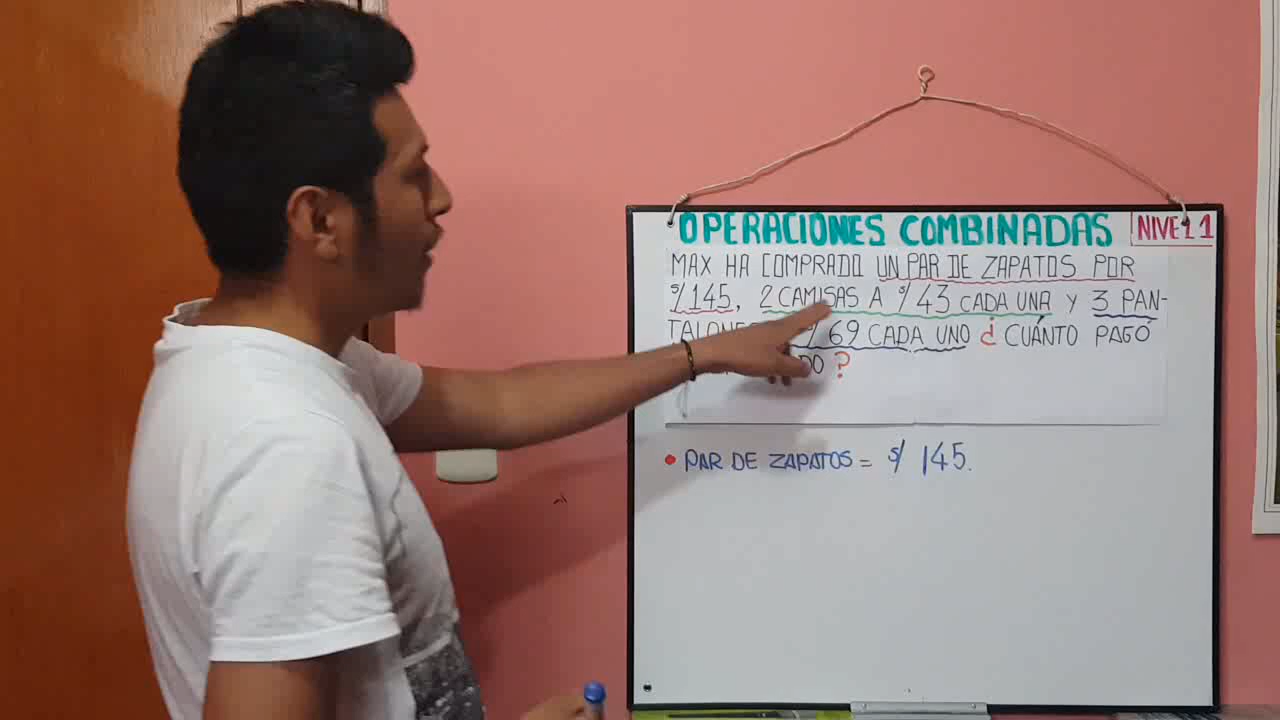 OPERACIONES COMBINADAS
NIVEL 1
MAX HA COMPRADO UN PAR DE ZAPATOS POR
S/145, 2 CAMISAS A S/43 CADA UNA Y 3 PAN-
69 CADA UNO ¿ CUÁNTO PAGÓ
?
• PAR DE ZAPATOS = S/ 145.